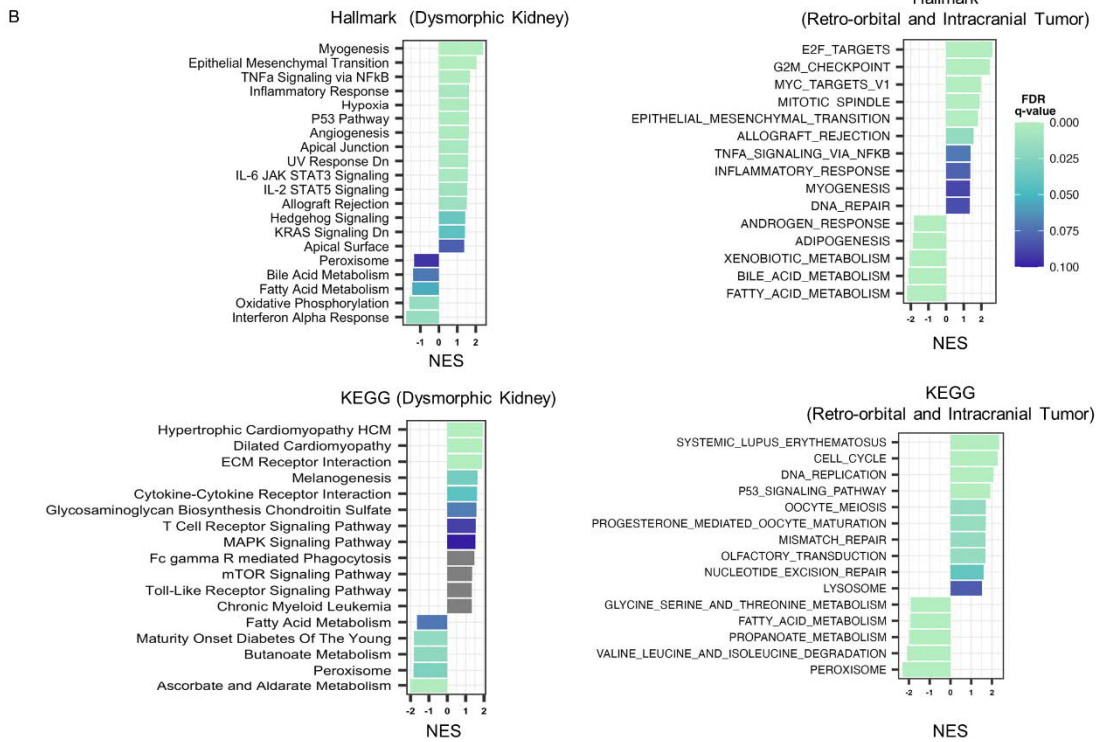 B
Hallmark (Dysmorphic Kidney)
Myogenesis
Epithelial Mesenchymal Transition
TNFa Signaling via NFkB
Inflammatory Response
Hypoxia
P53 Pathway
Angiogenesis
Apical Junction
UV Response Dn
IL-6 JAK STAT3 Signaling
IL-2 STAT5 Signaling
Allograft Rejection
Hedgehog Signaling
KRAS Signaling Dn
Apical Surface
Peroxisome
Bile Acid Metabolism
Fatty Acid Metabolism
Oxidative Phosphorylation
Interferon Alpha Response
-1 0 1 2
NES
Hallmark
(Retro-orbital and Intracranial Tumor)
E2F_TARGETS
G2M_CHECKPOINT
MYC_TARGETS_V1
MITOTIC_SPINDLE
EPITHELIAL_MESENCHYMAL_TRANSITION
ALLOGRAFT_REJECTION
TNFA_SIGNALING_VIA_NFKB
INFLAMMATORY_RESPONSE
MYOGENESIS
DNA_REPAIR
ANDROGEN_RESPONSE
ADIPOGENESIS
XENOBIOTIC_METABOLISM
BILE_ACID_METABOLISM
FATTY_ACID_METABOLISM
-2 -1 0 1 2
NES
FDR
q-value
0.000
0.025
0.050
0.075
0.100
KEGG (Dysmorphic Kidney)
Hypertrophic Cardiomyopathy HCM
Dilated Cardiomyopathy
ECM Receptor Interaction
Melanogenesis
Cytokine-Cytokine Receptor Interaction
Glycosaminoglycan Biosynthesis Chondroitin Sulfate
T Cell Receptor Signaling Pathway
MAPK Signaling Pathway
Fc gamma R mediated Phagocytosis
mTOR Signaling Pathway
Toll-Like Receptor Signaling Pathway
Chronic Myeloid Leukemia
Fatty Acid Metabolism
Maturity Onset Diabetes Of The Young
Butanoate Metabolism
Peroxisome
Ascorbate and Aldarate Metabolism
-2 -1 0 1 2
NES
KEGG
(Retro-orbital and Intracranial Tumor)
SYSTEMIC_LUPUS_ERYTHEMATOSUS
CELL_CYCLE
DNA_REPLICATION
P53_SIGNALING_PATHWAY
OOCYTE_MEIOSIS
PROGESTERONE_MEDIATED_OOCYTE_MATURATION
MISMATCH_REPAIR
OLFACTORY_TRANSDUCTION
NUCLEOTIDE_EXCISION_REPAIR
LYSOSOME
GLYCINE_SERINE_AND_THREONINE_METABOLISM
FATTY_ACID_METABOLISM
PROPANOATE_METABOLISM
VALINE_LEUCINE_AND_ISOLEUCINE_DEGRADATION
PEROXISOME
-2 -1 0 1 2
NES